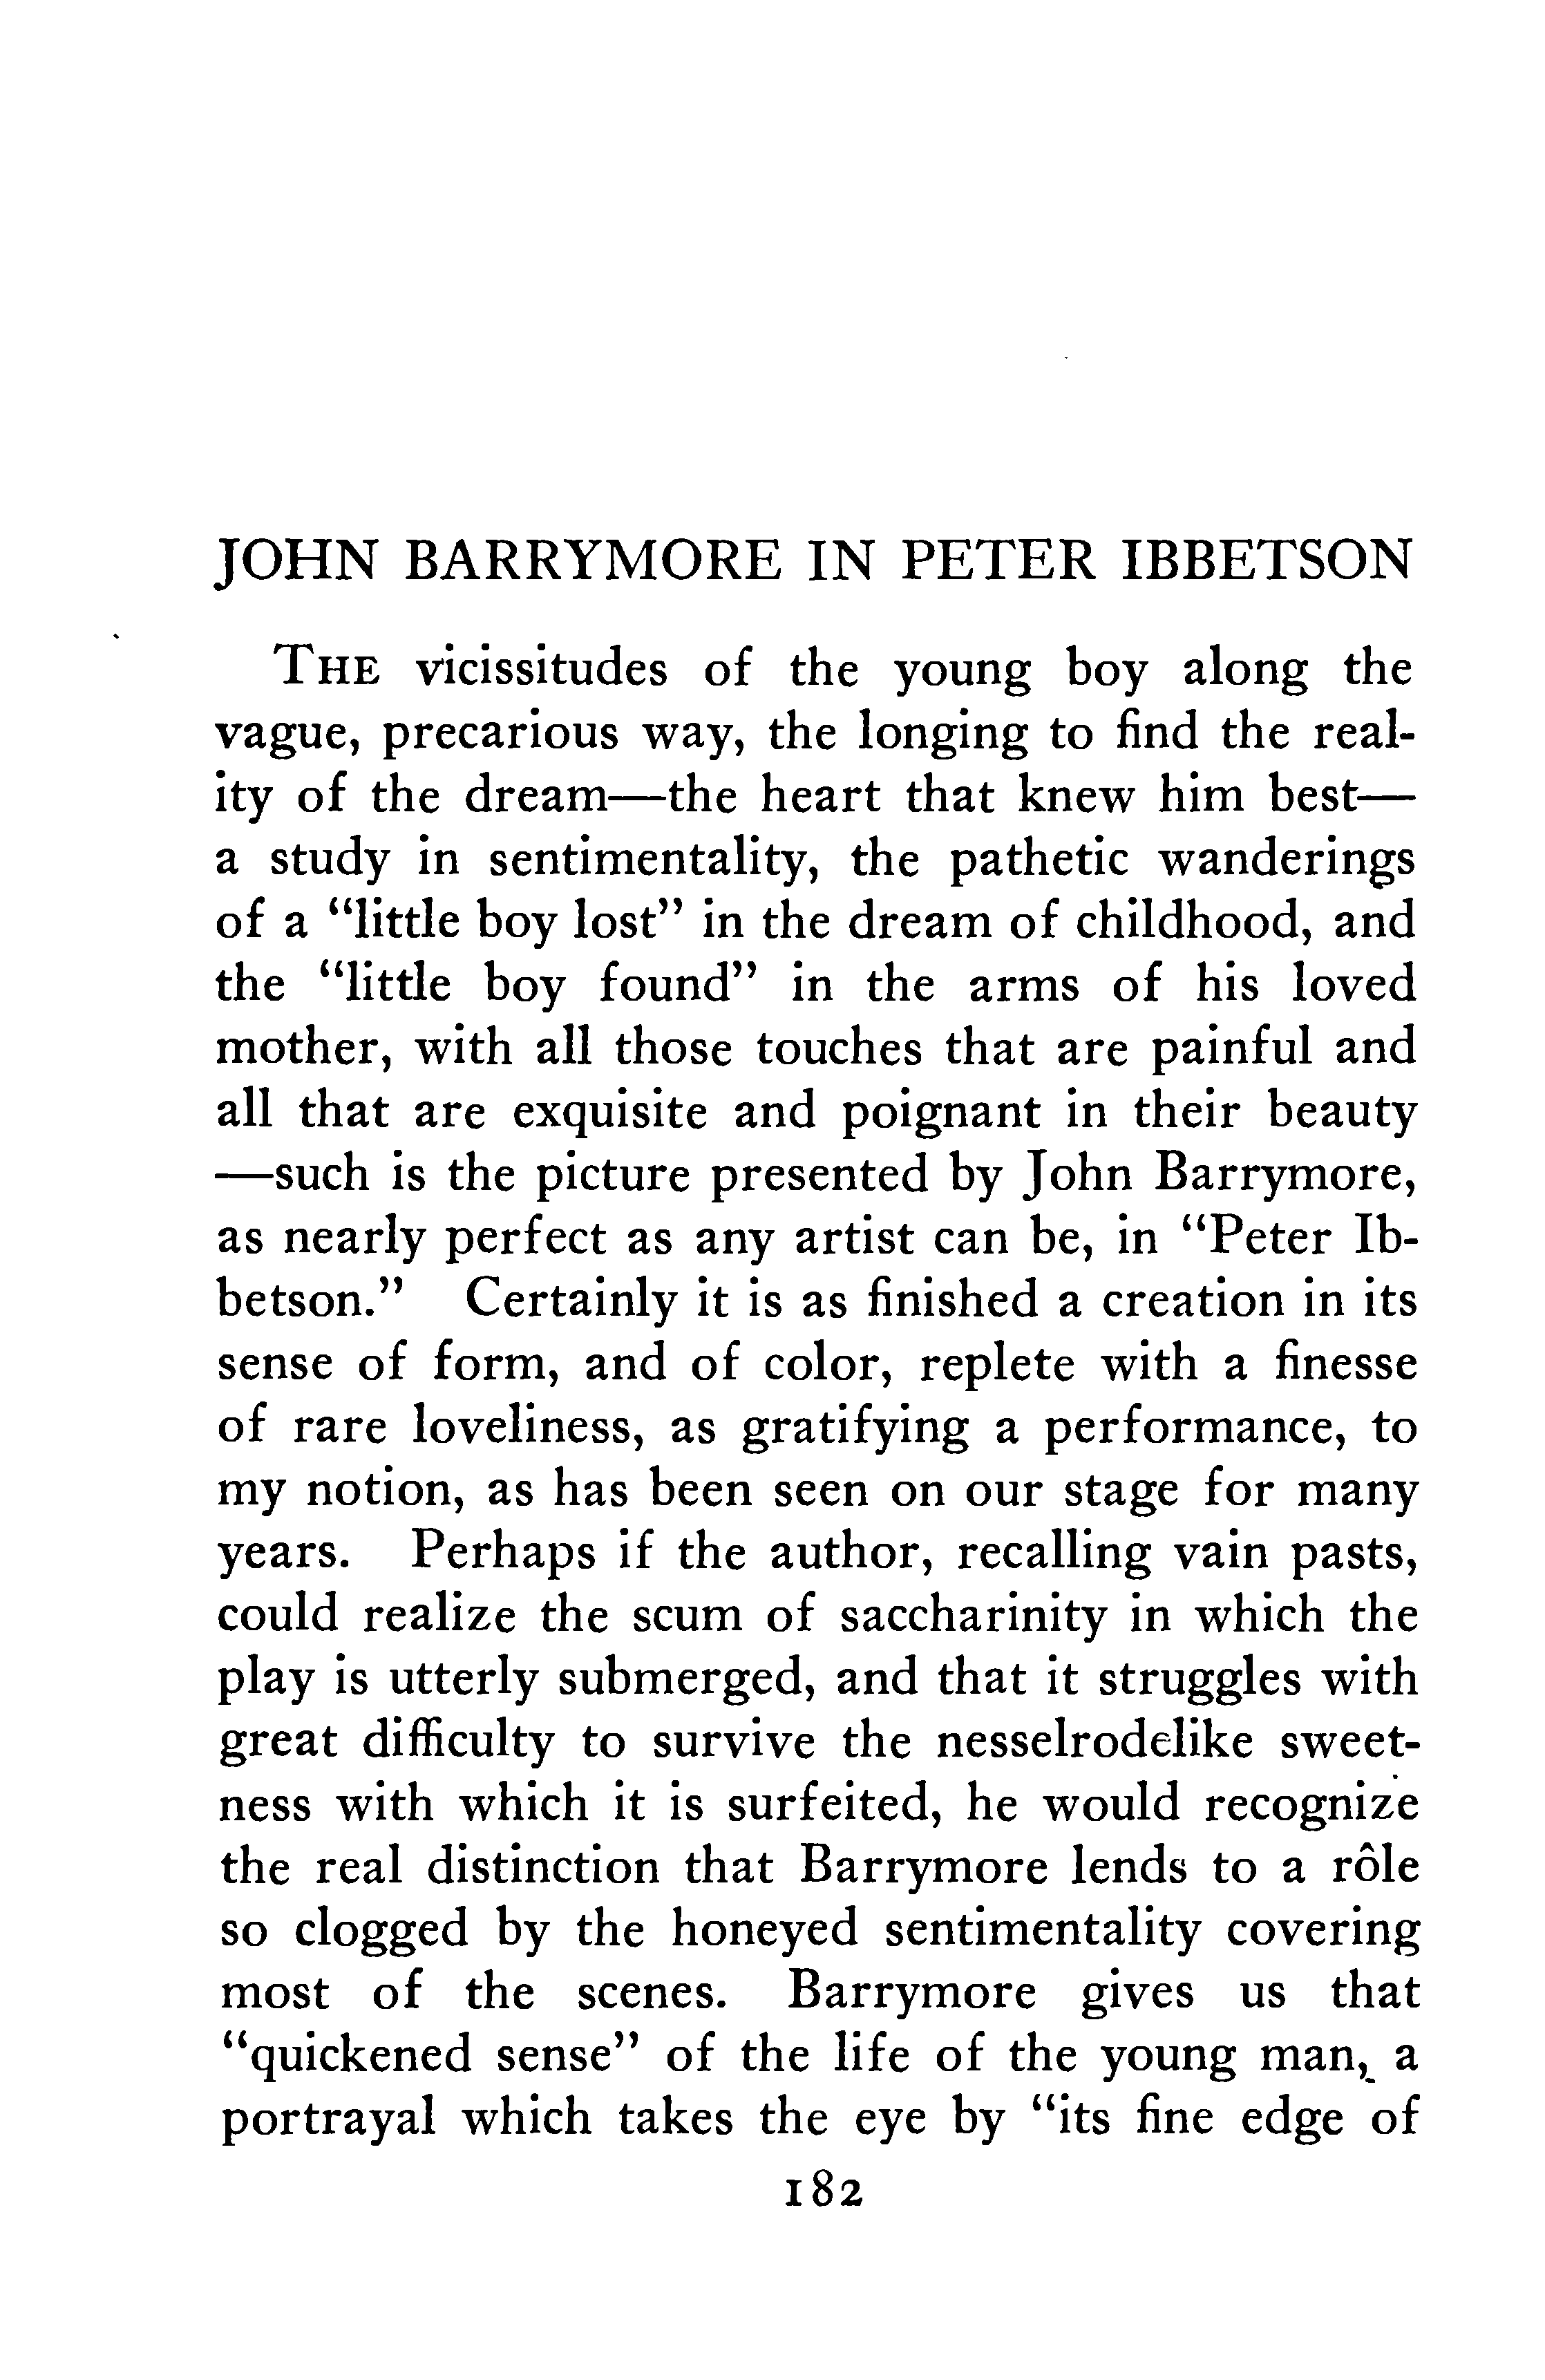 JOHN BARRYMORE IN PETER IBBETSON
THE vicissitudes of the young boy along the
vague, precarious way, the longing to find the real-
ity of the dream—the heart that knew him best—
a study in sentimentality, the pathetic wanderings
of a “little boy lost” in the dream of childhood, and
the “little boy found” in the arms of his loved
mother, with all those touches that are painful and
all that are exquisite and poignant in their beauty
—such is the picture presented by John Barrymore,
as nearly perfect as any artist can be, in “Peter Ib-
betson.” Certainly it is as finished a creation in its
sense of form, and of color, replete with a finesse
of rare loveliness, as gratifying a performance, to
my notion, as has been seen on our stage for many
years. Perhaps if the author, recalling vain pasts,
could realize the scum of saccharinity in which the
play is utterly submerged, and that it struggles with
great difficulty to survive the nesselrodelike sweet-
ness with which it is surfeited, he would recognize
the real distinction that Barrymore lends to a rôle
so clogged by the honeyed sentimentality covering
most of the scenes. Barrymore gives us that
“quickened sense” of the life of the young man, a
portrayal which takes the eye by “its fine edge of
182